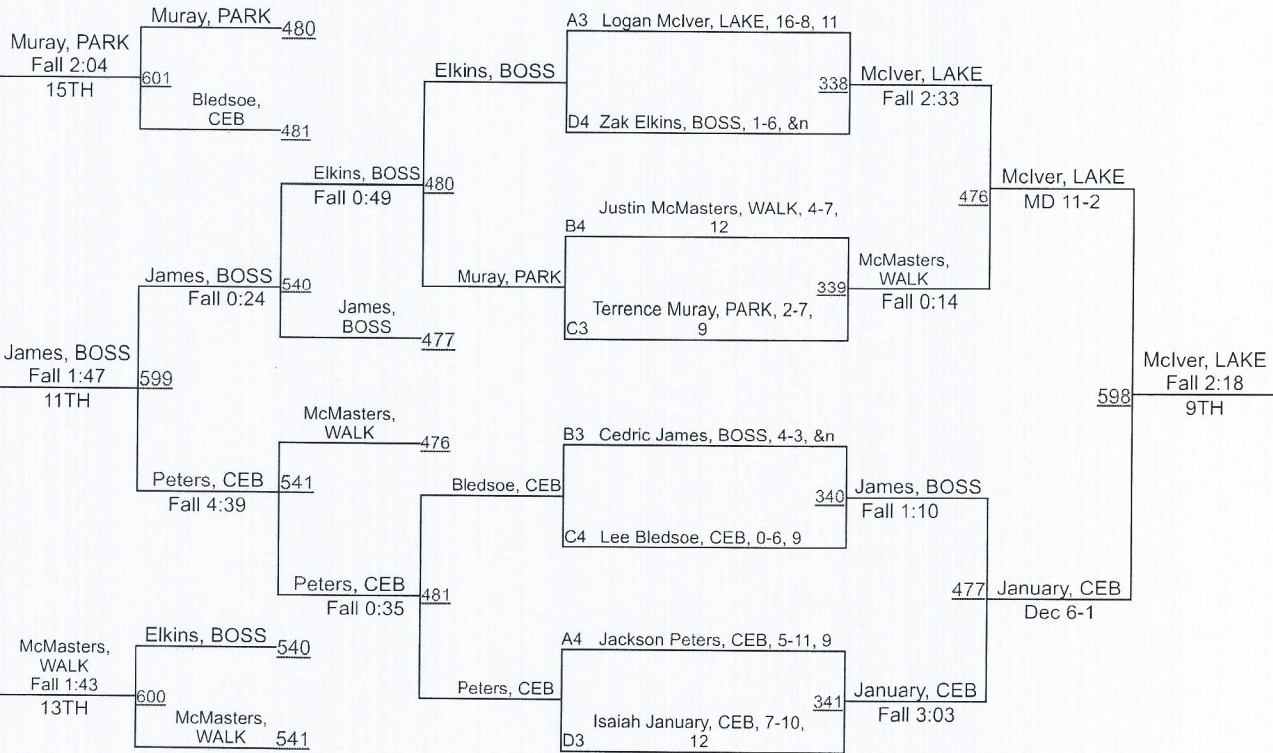 Muray, PARK
480
Muray, PARK
Fall 2:04
15TH
601
Bledsoe,
CEB
481
Elkins, BOSS
A3 Logan McIver, LAKE, 16-8, 11
338
McIver, LAKE
Fall 2:33
D4 Zak Elkins, BOSS, 1-6, &n
Elkins, BOSS
Fall 0:49
480
476
McIver, LAKE
MD 11-2
Justin McMasters, WALK, 4-7,
12
B4
Muray, PARK
339
McMasters,
WALK
Fall 0:14
Terrence Muray, PARK, 2-7,
9
C3
James, BOSS
Fall 0:24
540
James,
BOSS
477
James, BOSS
Fall 1:47
11TH
599
598
McIver, LAKE
Fall 2:18
9TH
McMasters,
WALK
476
Peters, CEB
Fall 4:39
541
B3 Cedric James, BOSS, 4-3, &n
Bledsoe, CEB
340
James, BOSS
Fall 1:10
C4 Lee Bledsoe, CEB, 0-6, 9
Peters, CEB
Fall 0:35
481
477
January, CEB
Dec 6-1
A4 Jackson Peters, CEB, 5-11, 9
Peters, CEB
341
January, CEB
Fall 3:03
Isaiah January, CEB, 7-10,
12
D3
Elkins, BOSS
540
McMasters,
WALK
Fall 1:43
13TH
600
McMasters,
WALK
541